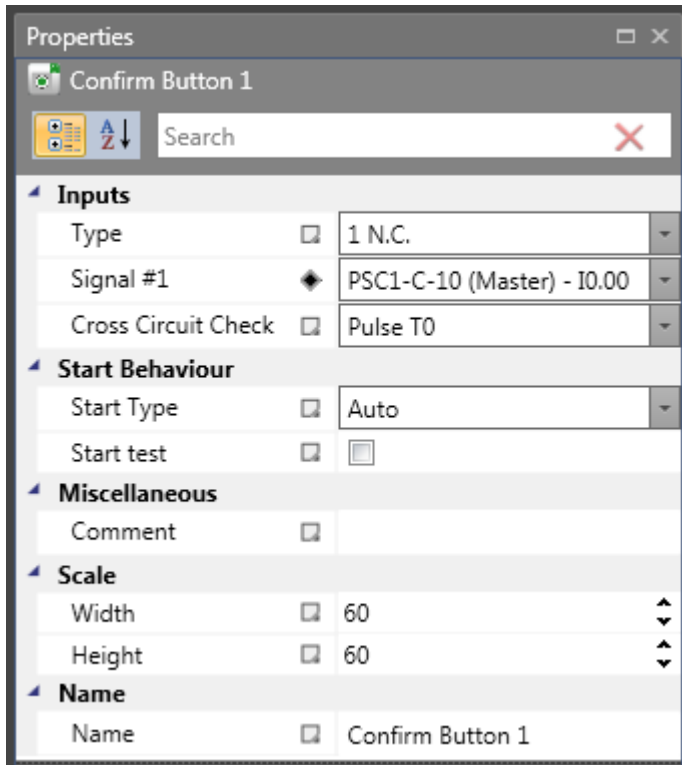 Properties
Confirm Button 1
A Z Search
Inputs
Type 1 N.C.
Signal #1 PSC1-C-10 (Master) - I0.00
Cross Circuit Check Pulse T0
Start Behaviour
Start Type Auto
Start test
Miscellaneous
Comment
Scale
Width 60
Height 60
Name
Name Confirm Button 1